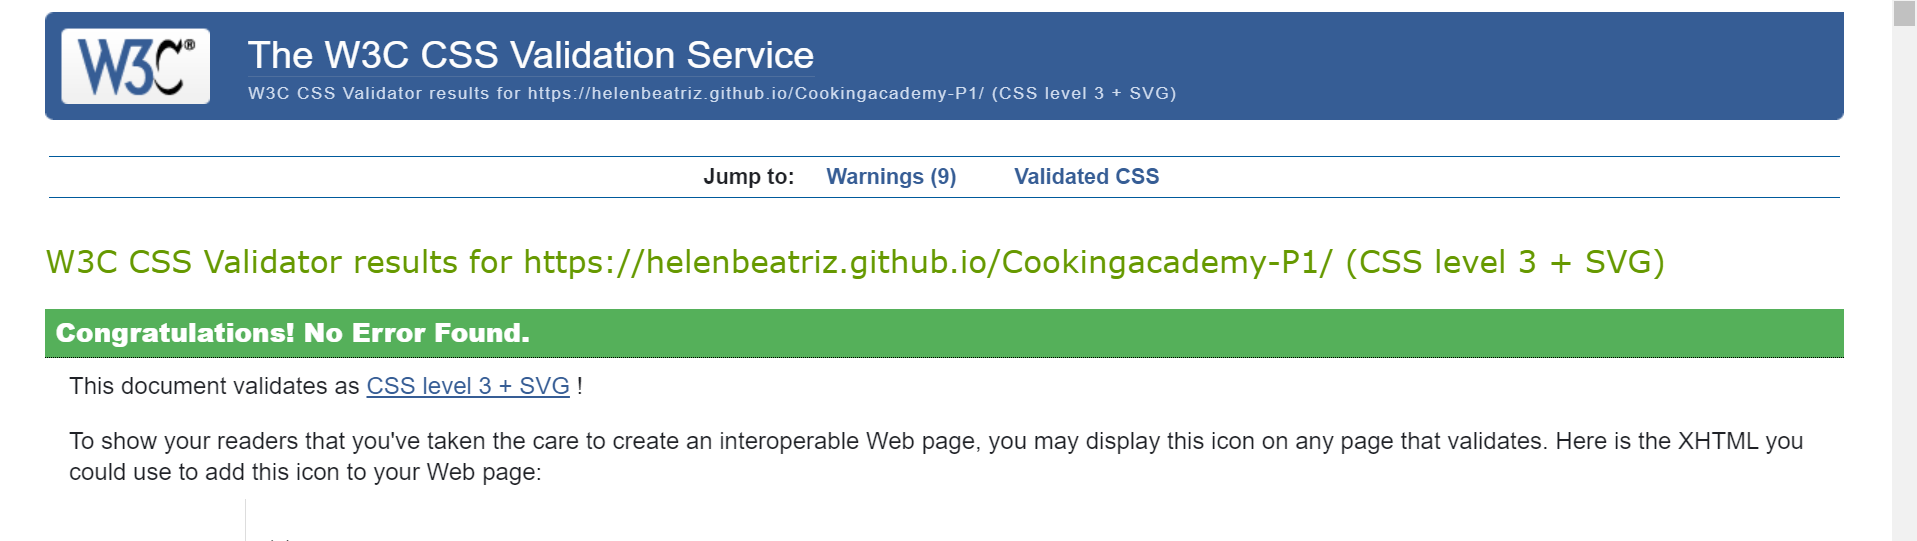 W3C®
The W3C CSS Validation Service
W3C CSS Validator results for https://helenbeatriz.github.io/Cookingacademy-P1/ (CSS level 3 + SVG)
Jump to: Warnings (9) Validated CSS
W3C CSS Validator results for https://helenbeatriz.github.io/Cookingacademy-P1/ (CSS level 3 + SVG)
Congratulations! No Error Found.
This document validates as CSS level 3 + SVG !
To show your readers that you've taken the care to create an interoperable Web page, you may display this icon on any page that validates. Here is the XHTML you
could use to add this icon to your Web page: